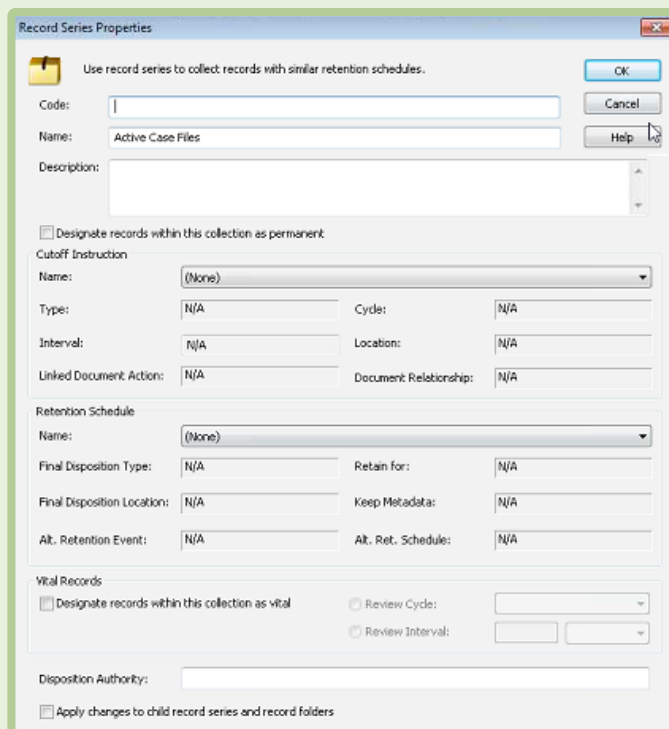 Record Series Properties
Use record series to collect records with similar retention schedules.
OK
Code:
Cancel
Name: Active Case Files
Help
Description:
Designate records within this collection as permanent
Cutoff Instruction
Name: (None)
Type: N/A Cycle: N/A
Interval: N/A Location: N/A
Linked Document Action: N/A Document Relationship: N/A
Retention Schedule
Name: (None)
Final Disposition Type: N/A Retain for: N/A
Final Disposition Location: N/A Keep Metadata: N/A
Alt. Retention Event: N/A Alt. Ret. Schedule: N/A
Vital Records
Designate records within this collection as vital Review Cycle:
Review Interval:
Disposition Authority:
Apply changes to child record series and record folders